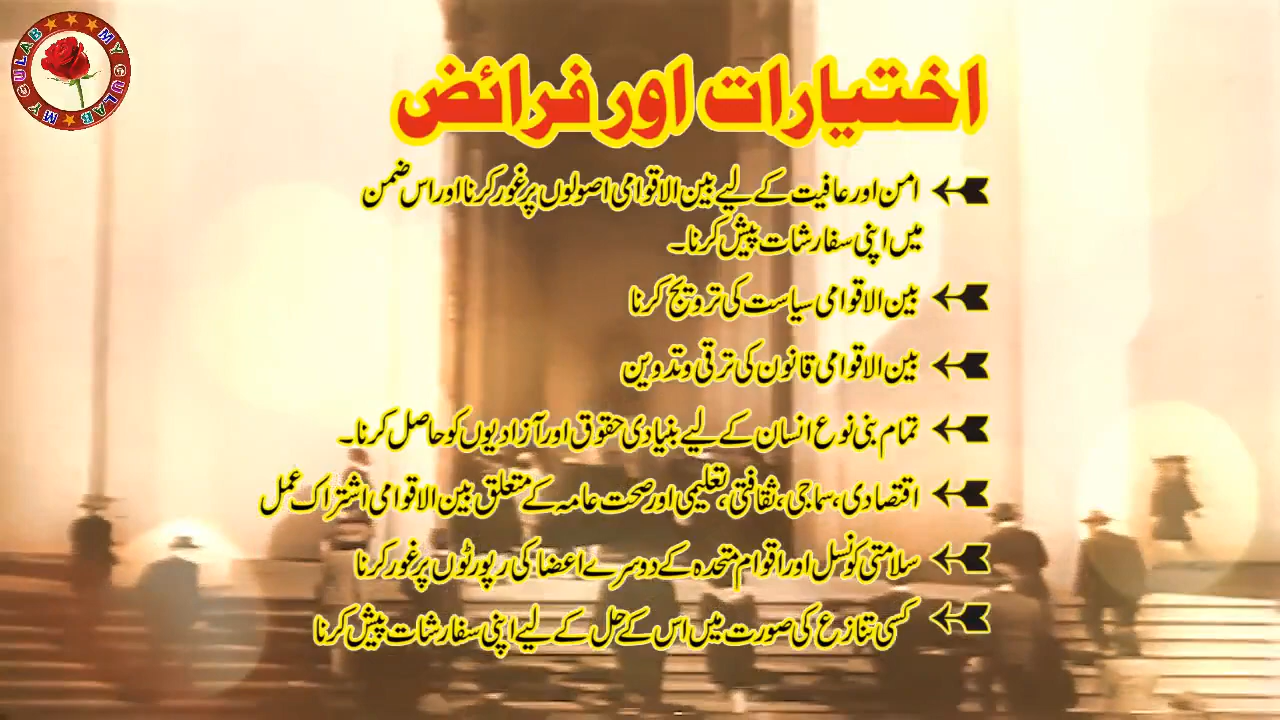 MY GULAB MY GULAB
اختیارات اور فرائض
امن اور عافیت کے لیے بین الاقوامی اصولوں پر غور کرنا اور اس ضمن
میں اپنی سفارشات پیش کرنا۔
بین الاقوامی سیاست کی ترویج کرنا
بین الاقوامی قانون کی ترقی و تدوین
تمام بنی نوع انسان کے لیے بنیادی حقوق اور آزادیوں کو حاصل کرنا۔
اقتصادی، سماجی، ثقافتی، تعلیمی اور صحت عامہ کے متعلق بین الاقوامی اشتراک عمل
سلامتی کونسل اور اقوام متحدہ کے دوسرے اعضا کی رپورٹوں پر غور کرنا
کسی تنازع کی صورت میں اس کے حل کے لیے اپنی سفارشات پیش کرنا